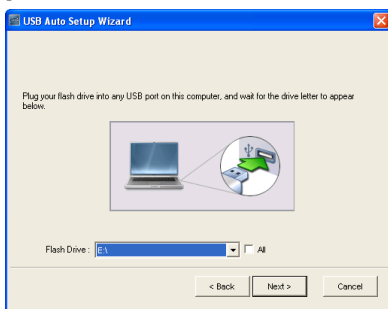 USB Auto Setup Wizard
Plug your flash drive into any USB port on this computer, and wait for the drive letter to appear
below.
Flash Drive : E:\ All
< Back Next > Cancel